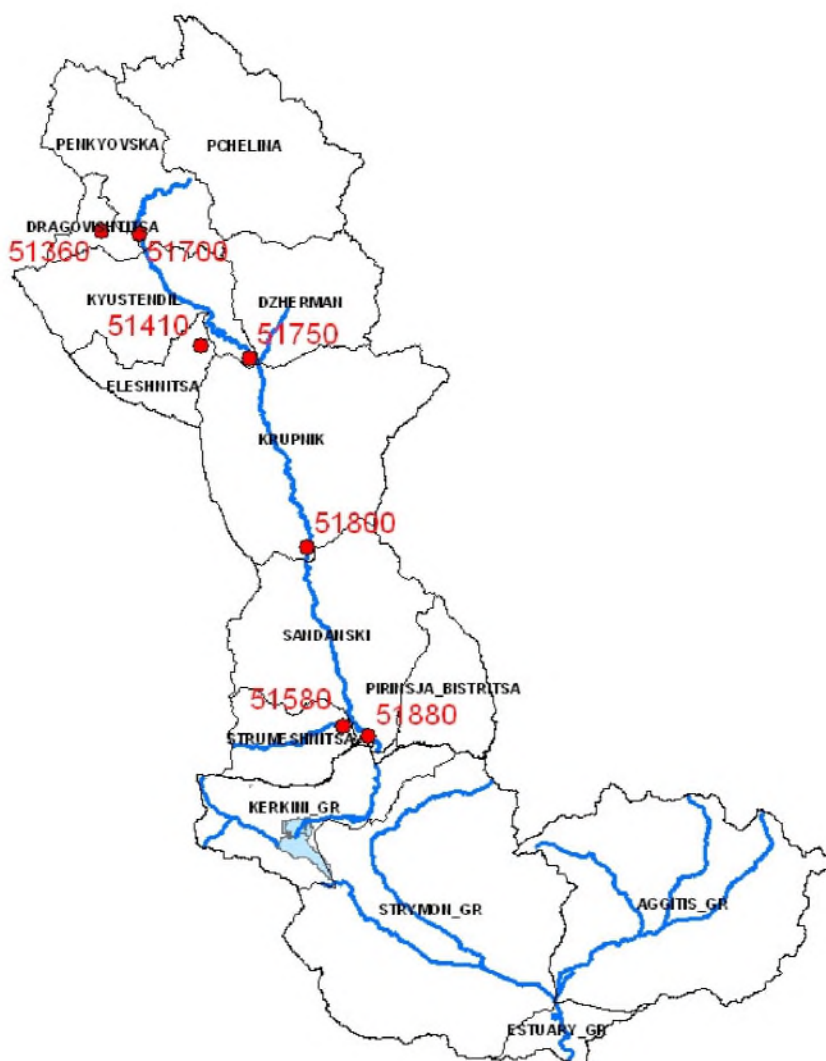 PENKYOVSKA
PCHELINA
DRAGOVISHTITSA
51360
51700
KYUSTENDIL
DZHERMAN
51410
51750
ELESHNITSA
KRUPNIK
51800
SANDANSKI
PIRINSJA_BISTRITSA
51580
51880
STRUMESHNITSA
KERKINI_GR
STRYMON_GR
AGGITIS_GR
ESTUARY_GR